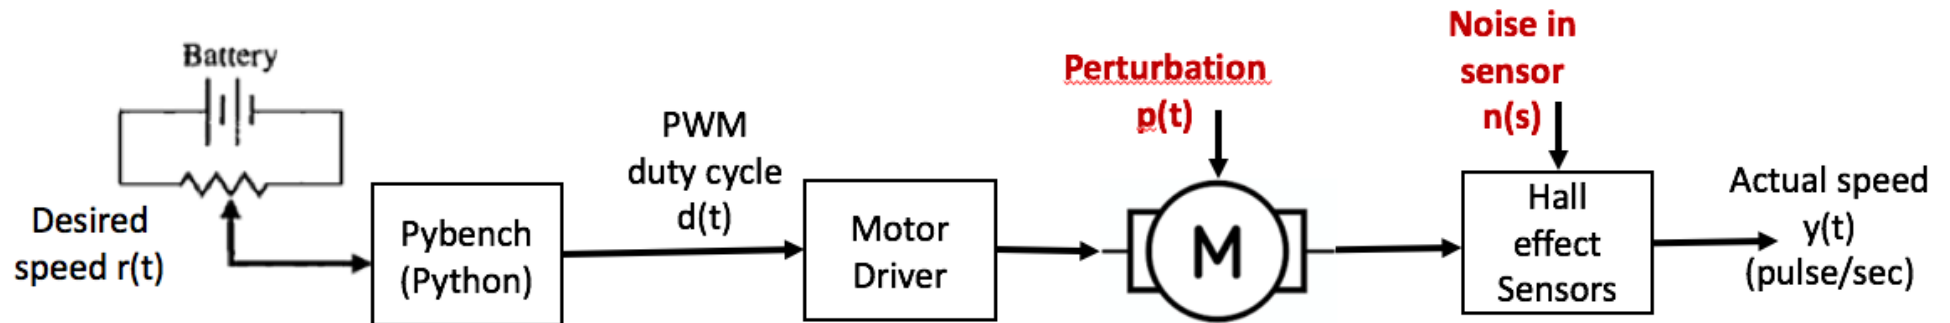 Battery
Desired
speed r(t)
Pybench
(Python)
PWM
duty cycle
d(t)
Motor
Driver
Perturbation
p(t)
M
Noise in
sensor
n(s)
Hall
effect
Sensors
Actual speed
y(t)
(pulse/sec)